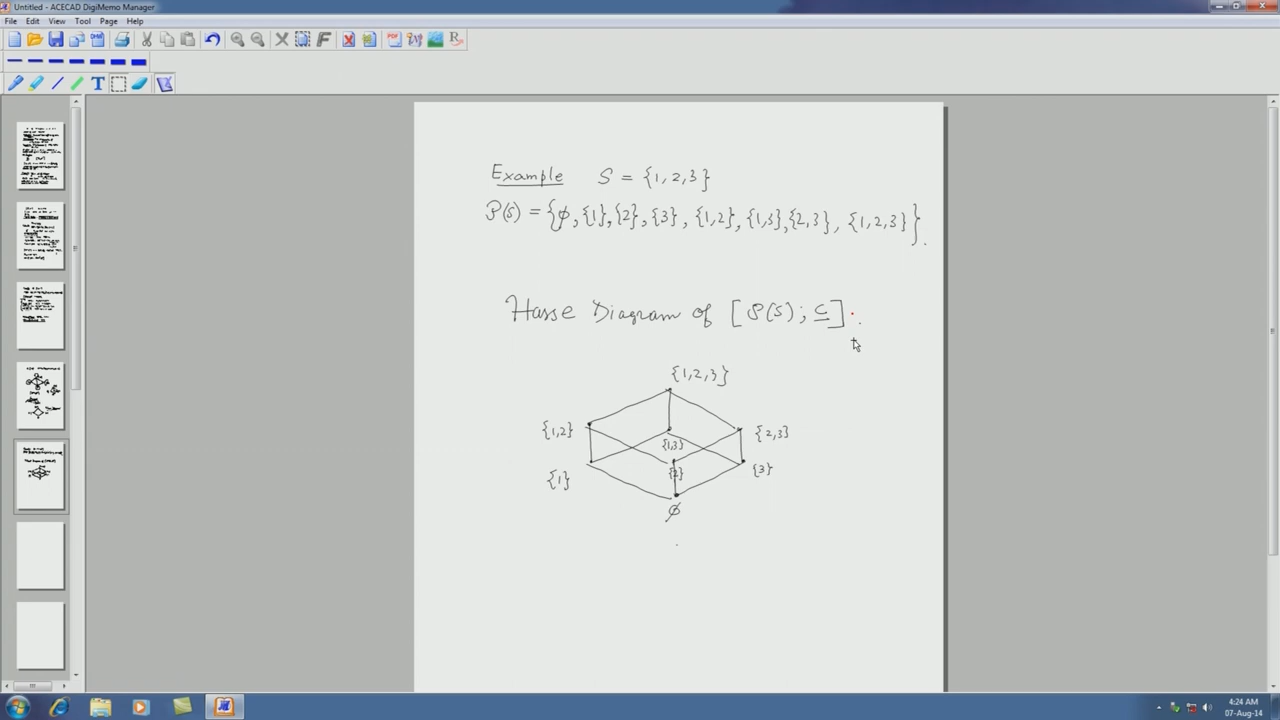 Untitled - ACECAD DigiMemo Manager
File Edit View Tool Page Help
Example S = {1, 2, 3}
P(S) = {φ, {1}, {2}, {3}, {1,2}, {1,3}, {2,3}, {1,2,3}}.
Hasse Diagram of [P(S); ⊆].
{1,2,3}
{1,2} {1,3} {2,3}
{1} {2} {3}
φ
4:24 AM
07-Aug-14